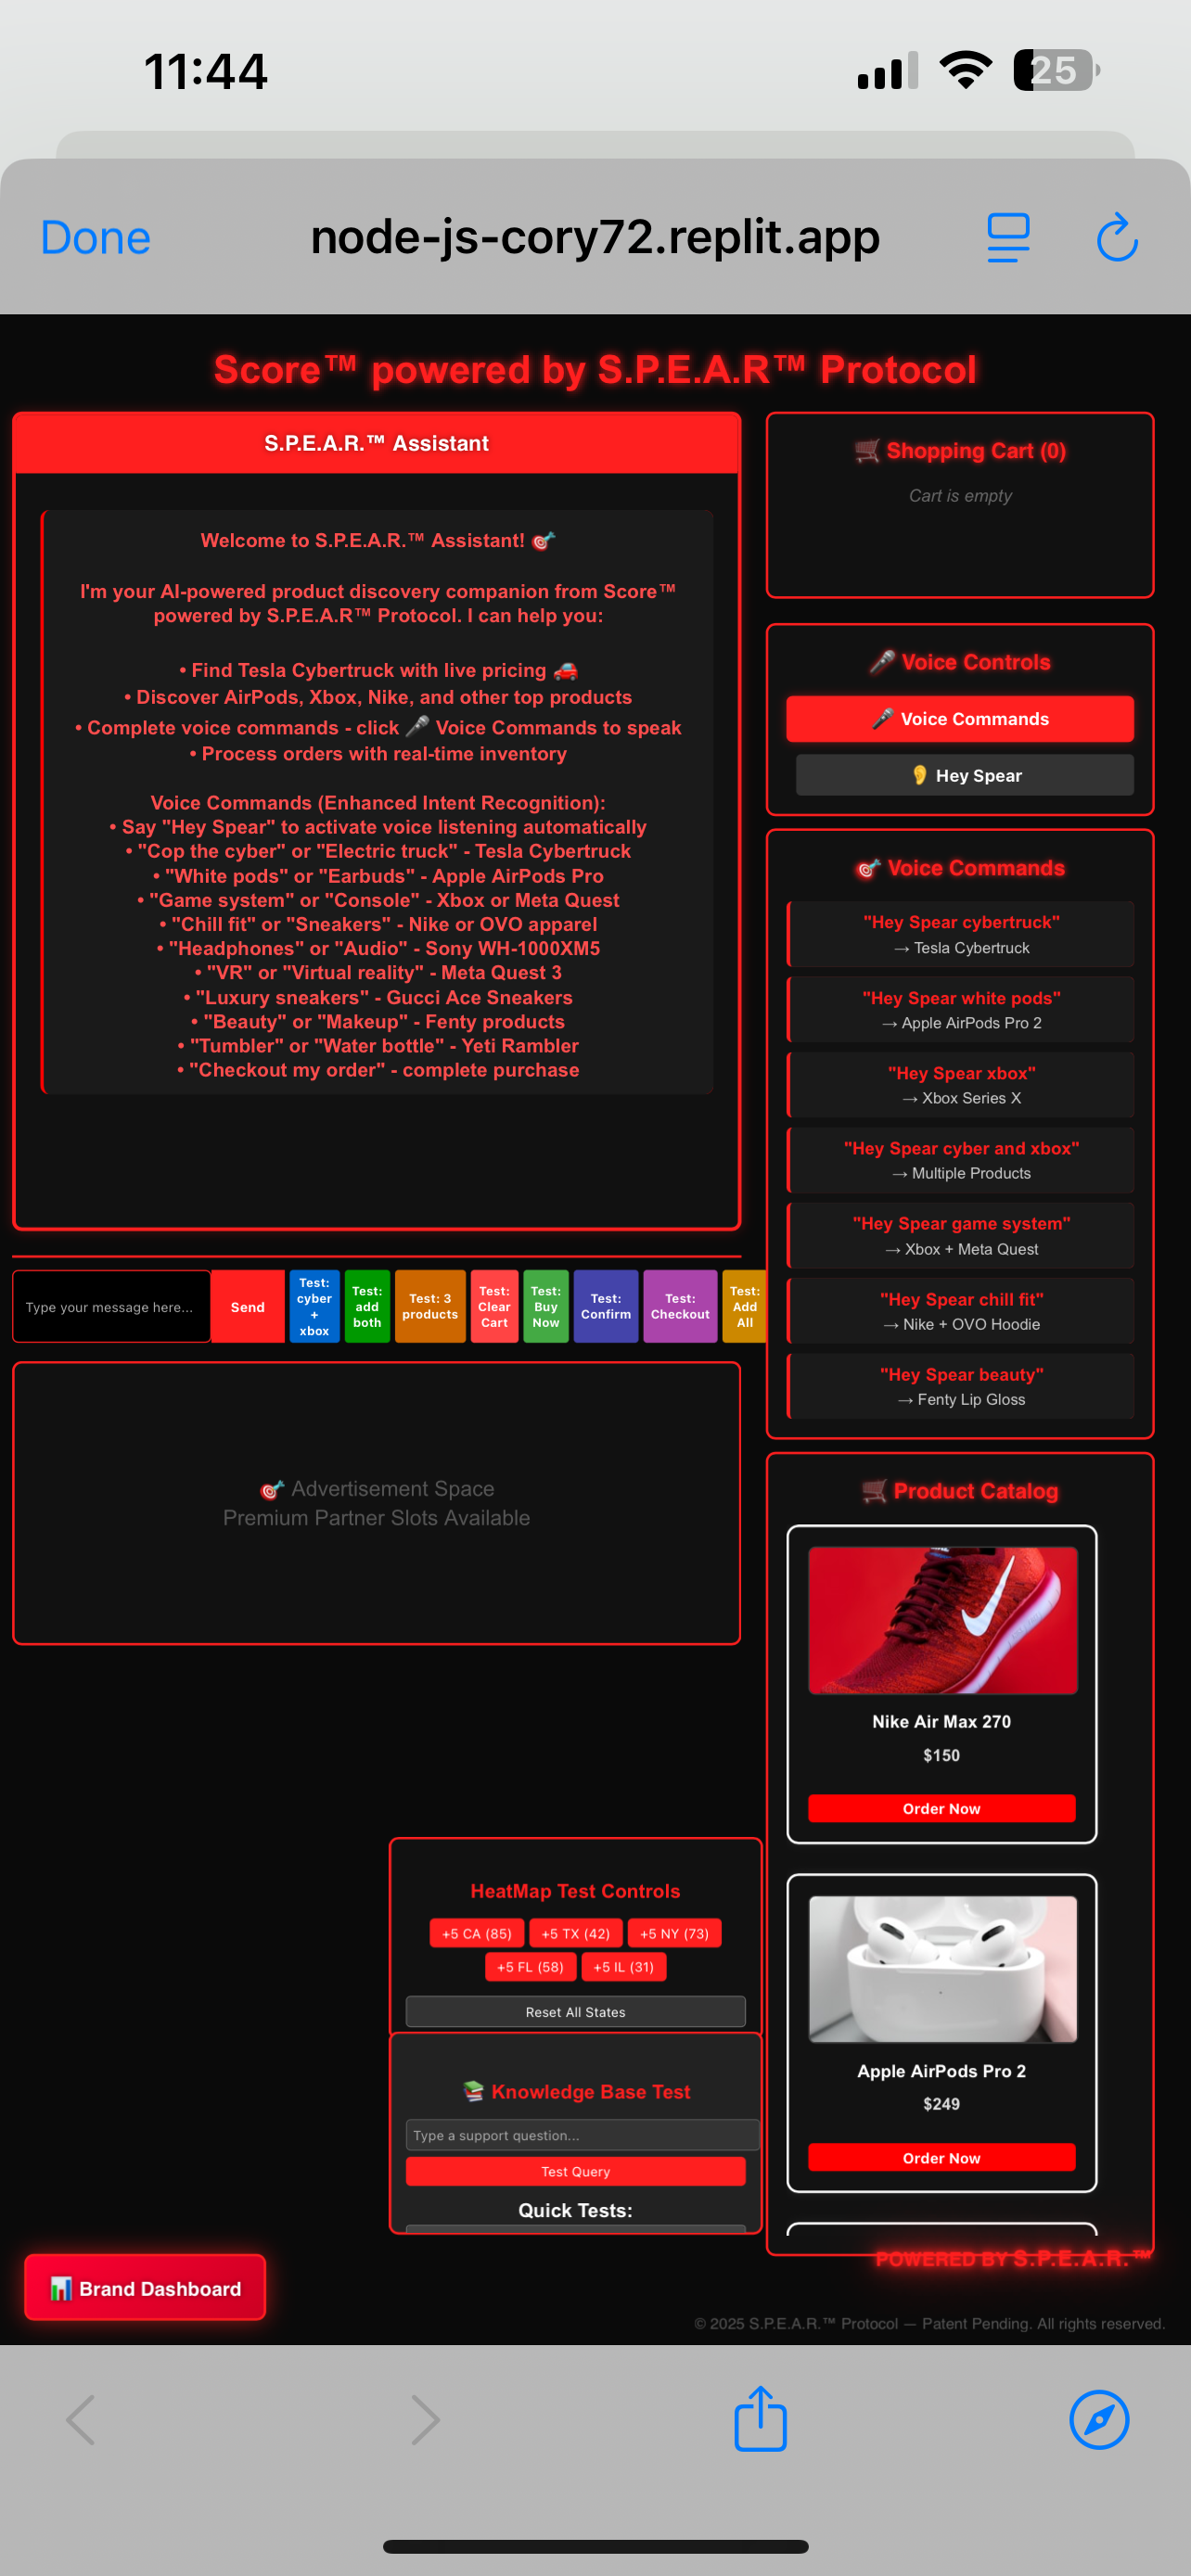 11:44
25
Done
node-js-cory72.replit.app
Score™ powered by S.P.E.A.R™ Protocol
S.P.E.A.R.™ Assistant
Welcome to S.P.E.A.R.™ Assistant! 🎯
I'm your AI-powered product discovery companion from Score™
powered by S.P.E.A.R™ Protocol. I can help you:
• Find Tesla Cybertruck with live pricing 🚗
• Discover AirPods, Xbox, Nike, and other top products
• Complete voice commands - click 🎤 Voice Commands to speak
• Process orders with real-time inventory
Voice Commands (Enhanced Intent Recognition):
• Say "Hey Spear" to activate voice listening automatically
• "Cop the cyber" or "Electric truck" - Tesla Cybertruck
• "White pods" or "Earbuds" - Apple AirPods Pro
• "Game system" or "Console" - Xbox or Meta Quest
• "Chill fit" or "Sneakers" - Nike or OVO apparel
• "Headphones" or "Audio" - Sony WH-1000XM5
• "VR" or "Virtual reality" - Meta Quest 3
• "Luxury sneakers" - Gucci Ace Sneakers
• "Beauty" or "Makeup" - Fenty products
• "Tumbler" or "Water bottle" - Yeti Rambler
• "Checkout my order" - complete purchase
Type your message here...
Send
Test:
cyber
+
xbox
Test:
add
both
Test: 3
products
Test:
Clear
Cart
Test:
Buy
Now
Test:
Confirm
Test:
Checkout
Test:
Add
All
🎯 Advertisement Space
Premium Partner Slots Available
HeatMap Test Controls
+5 CA (85)
+5 TX (42)
+5 NY (73)
+5 FL (58)
+5 IL (31)
Reset All States
📚 Knowledge Base Test
Type a support question...
Test Query
Quick Tests:
📊 Brand Dashboard
🛒 Shopping Cart (0)
Cart is empty
🎤 Voice Controls
🎤 Voice Commands
👂 Hey Spear
🎯 Voice Commands
"Hey Spear cybertruck"
→ Tesla Cybertruck
"Hey Spear white pods"
→ Apple AirPods Pro 2
"Hey Spear xbox"
→ Xbox Series X
"Hey Spear cyber and xbox"
→ Multiple Products
"Hey Spear game system"
→ Xbox + Meta Quest
"Hey Spear chill fit"
→ Nike + OVO Hoodie
"Hey Spear beauty"
→ Fenty Lip Gloss
🛒 Product Catalog
Nike Air Max 270
$150
Order Now
Apple AirPods Pro 2
$249
Order Now
POWERED BY S.P.E.A.R.™
© 2025 S.P.E.A.R.™ Protocol — Patent Pending. All rights reserved.